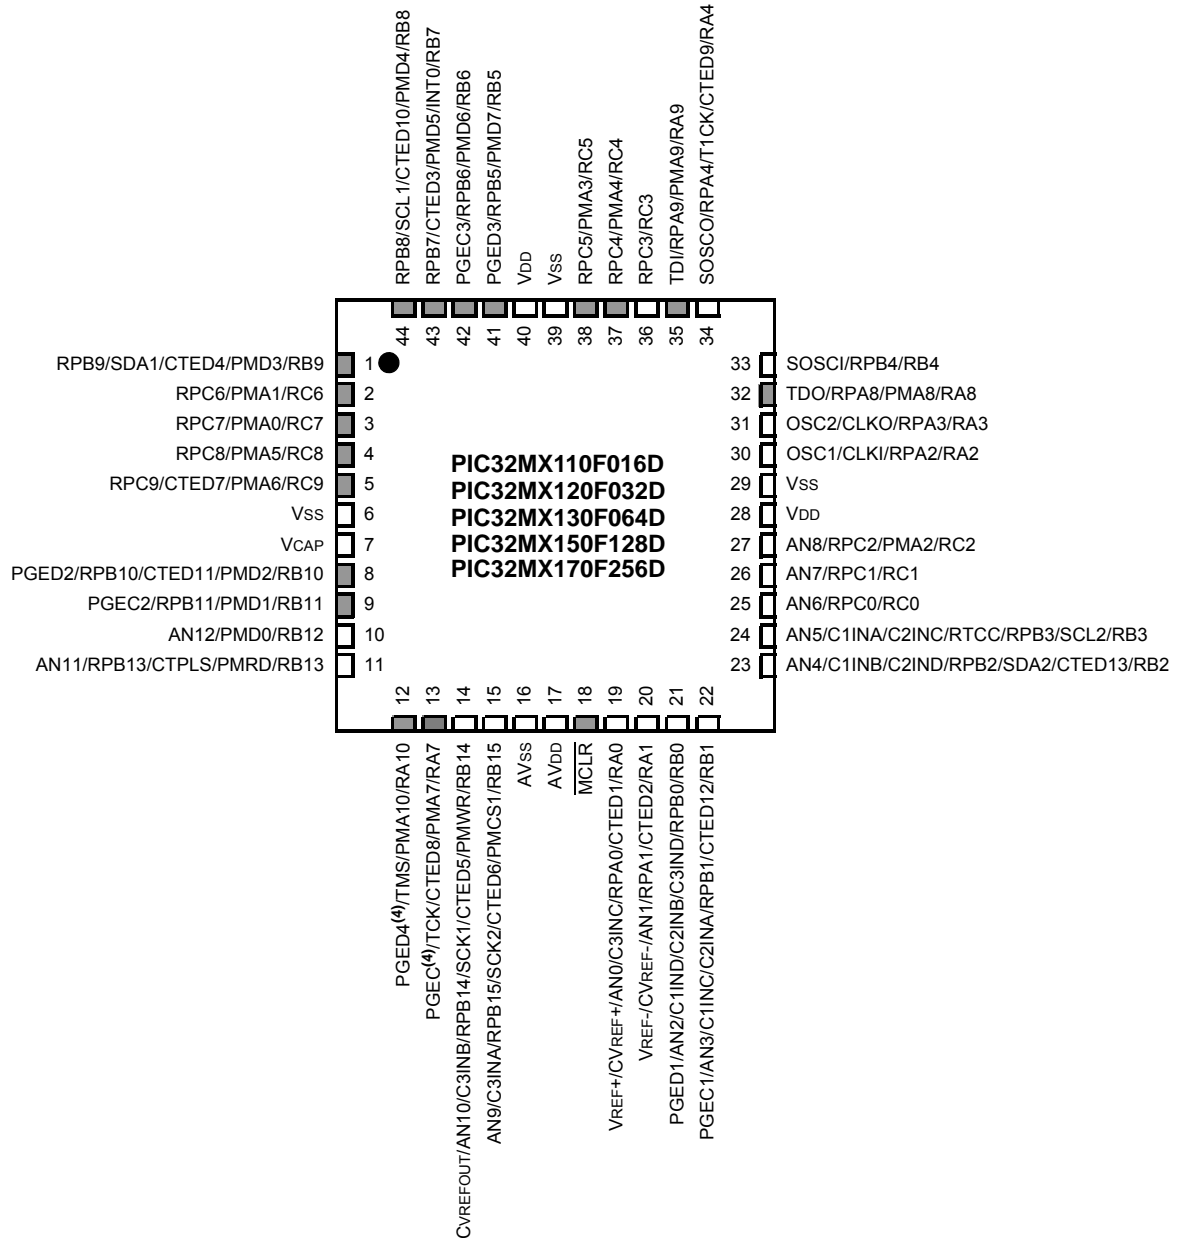 RPB8/SCL1/CTED10/PMD4/RB8
RPB7/CTED3/PMD5/INT0/RB7
PGEC3/RPB6/PMD6/RB6
PGED3/RPB5/PMD7/RB5
VDD
VSS
RPC5/PMA3/RC5
RPC4/PMA4/RC4
RPC3/RC3
TDI/RPA9/PMA9/RA9
SOSCO/RPA4/T1CK/CTED9/RA4
44
43
42
41
40
39
38
37
36
35
34
RPB9/SDA1/CTED4/PMD3/RB9 1
RPC6/PMA1/RC6 2
RPC7/PMA0/RC7 3
RPC8/PMA5/RC8 4
RPC9/CTED7/PMA6/RC9 5
VSS 6
VCAP 7
PGED2/RPB10/CTED11/PMD2/RB10 8
PGEC2/RPB11/PMD1/RB11 9
AN12/PMD0/RB12 10
AN11/RPB13/CTPLS/PMRD/RB13 11
PIC32MX110F016D
PIC32MX120F032D
PIC32MX130F064D
PIC32MX150F128D
PIC32MX170F256D
33 SOSCI/RPB4/RB4
32 TDO/RPA8/PMA8/RA8
31 OSC2/CLKO/RPA3/RA3
30 OSC1/CLKI/RPA2/RA2
29 VSS
28 VDD
27 AN8/RPC2/PMA2/RC2
26 AN7/RPC1/RC1
25 AN6/RPC0/RC0
24 AN5/C1INA/C2INC/RTCC/RPB3/SCL2/RB3
23 AN4/C1INB/C2IND/RPB2/SDA2/CTED13/RB2
12
13
14
15
16
17
18
19
20
21
22
PGED4(4)/TMS/PMA10/RA10
PGEC(4)/TCK/CTED8/PMA7/RA7
CVREFOUT/AN10/C3INB/RPB14/SCK1/CTED5/PMWR/RB14
AN9/C3INA/RPB15/SCK2/CTED6/PMCS1/RB15
AVSS
AVDD
MCLR
VREF+/CVREF+/AN0/C3INC/RPA0/CTED1/RA0
VREF-/CVREF-/AN1/RPA1/CTED2/RA1
PGED1/AN2/C1IND/C2INB/C3IND/RPB0/RB0
PGEC1/AN3/C1INC/C2INA/RPB1/CTED12/RB1